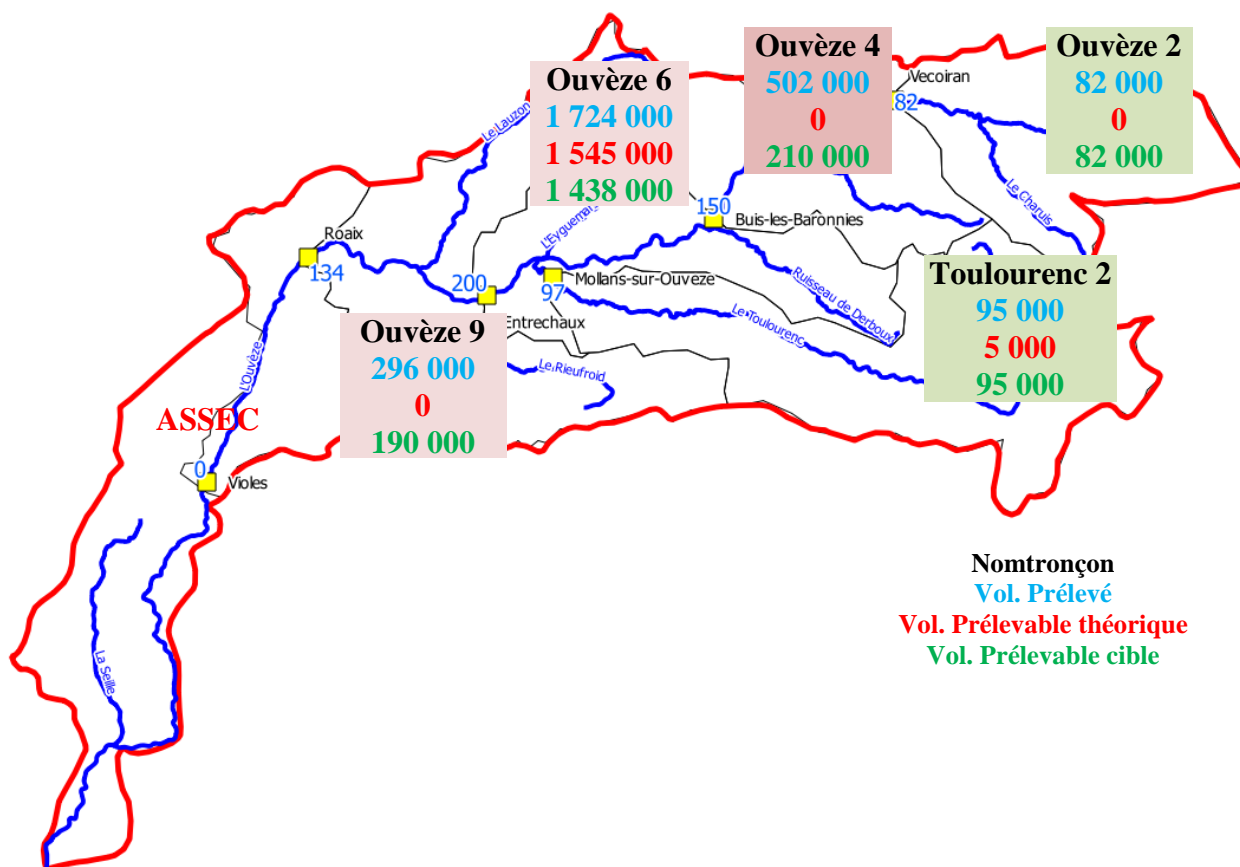 Ouvèze 4
502 000
0
210 000
Ouvèze 2
82 000
0
82 000
Ouvèze 6
1 724 000
1 545 000
1 438 000
Vecoiran
82
Le Lauzon
Le Charuis
150
Buis-les-Baronnies
L'Eyguemar
Roaix
134
200
Mollans-sur-Ouveze
97
Entrechaux
Ruisseau de Derboux
Le Toulourenc
Toulourenc 2
95 000
5 000
95 000
Ouvèze 9
296 000
0
190 000
Le Rieufroid
L'Ouvèze
ASSEC
0
Violes
La Seille
Nomtronçon
Vol. Prélevé
Vol. Prélevable théorique
Vol. Prélevable cible